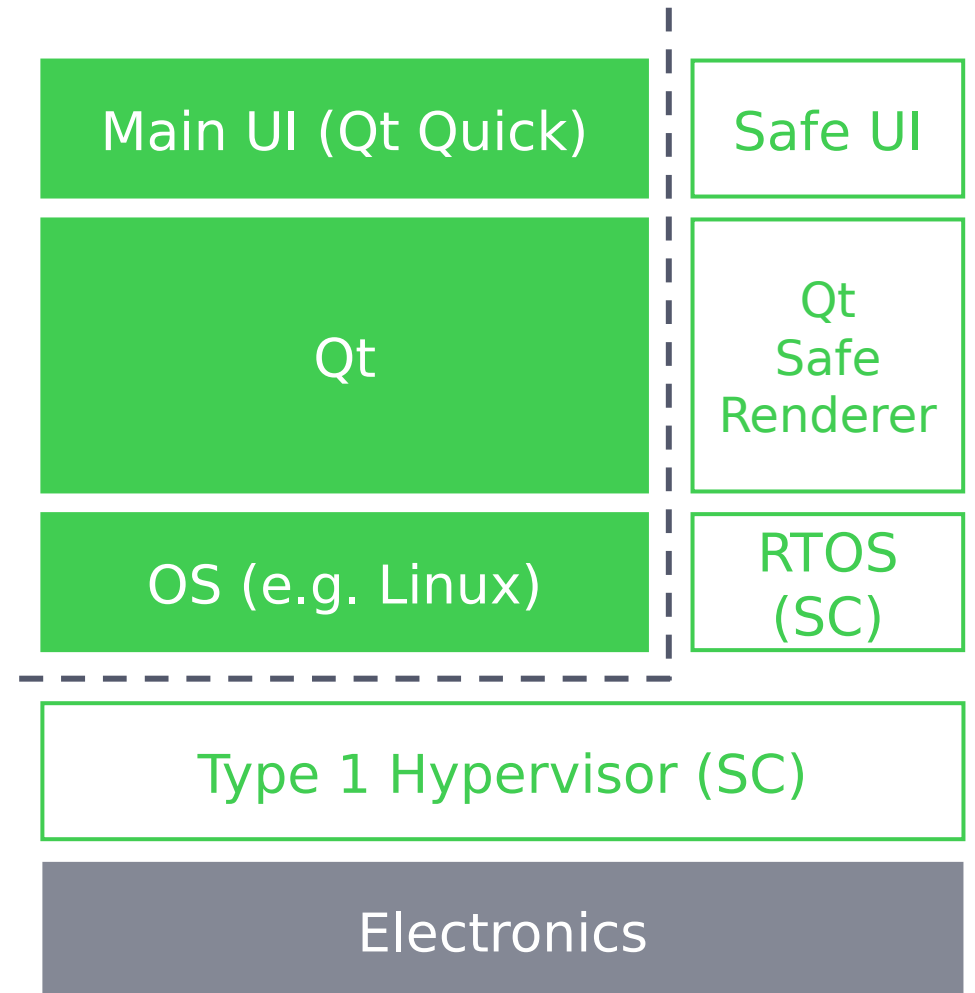 Main UI (Qt Quick)
Safe UI
Qt
Qt
Safe
Renderer
OS (e.g. Linux)
RTOS
(SC)
Type 1 Hypervisor (SC)
Electronics